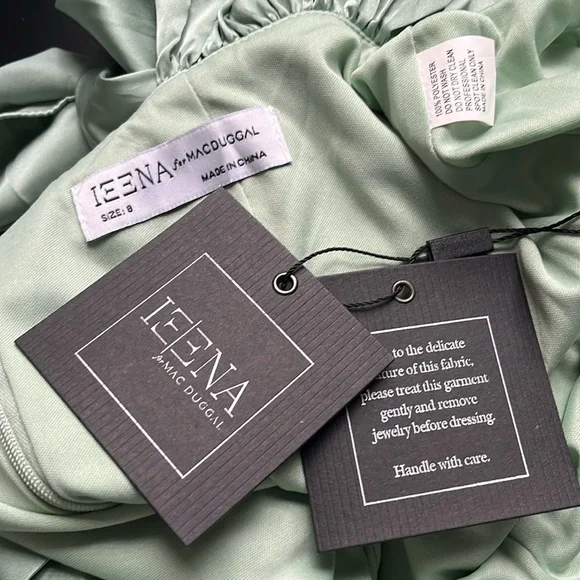 IEENA for MACDUGGAL
MADE IN CHINA
SIZE: 8
100% POLYESTER
DO NOT WASH
DO NOT DRY CLEAN
PROFESSIONAL
SPOT CLEAN ONLY
MADE IN CHINA
IEENA
for MAC DUGGAL
to the delicate
of this fabric,
please treat this garment
gently and remove
jewelry before dressing.
Handle with care.